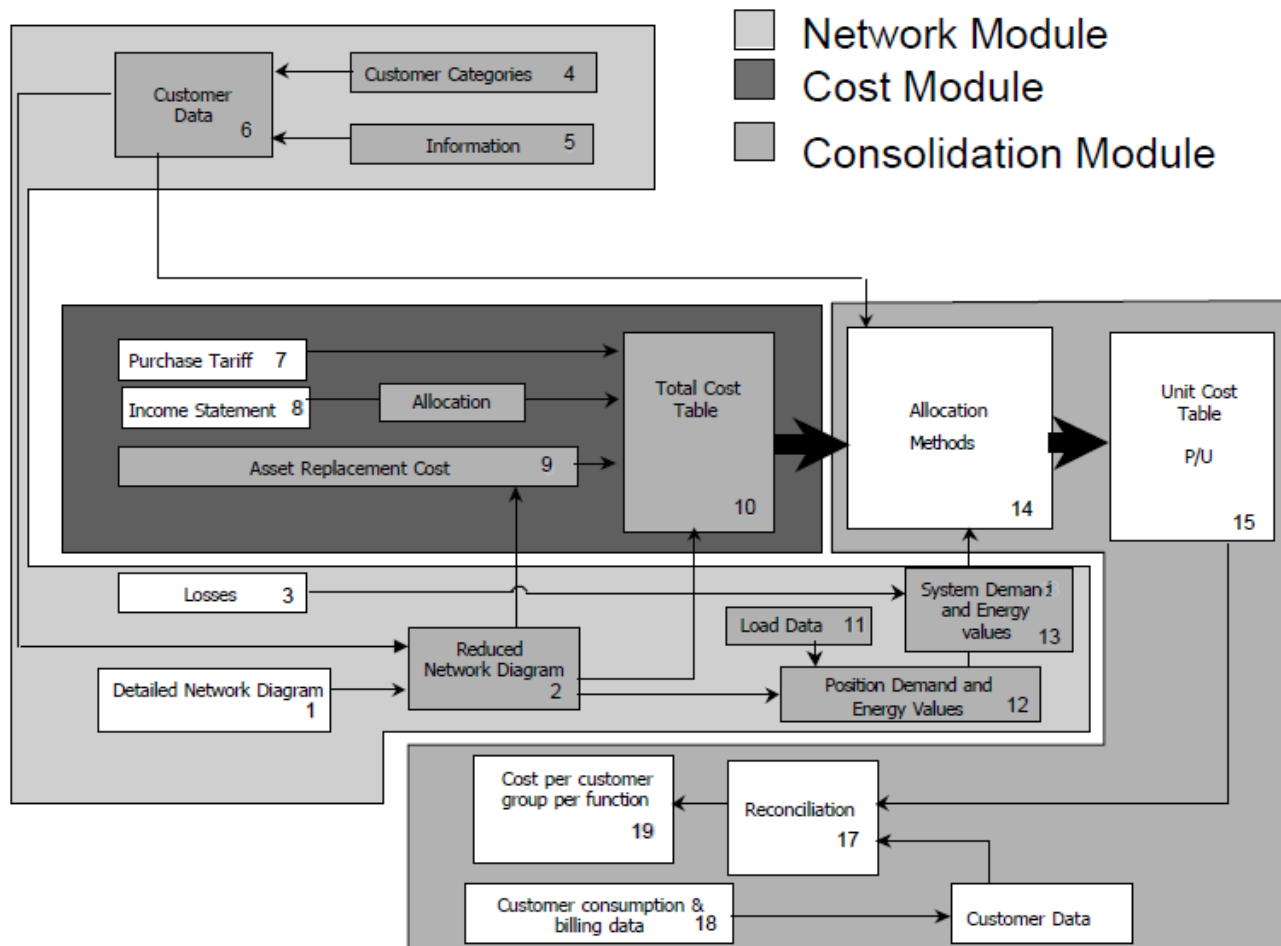 Network Module
Cost Module
Consolidation Module
Customer Categories 4
Customer
Data
6
Information 5
Purchase Tariff 7
Income Statement 8
Allocation
Asset Replacement Cost 9
Total Cost
Table
10
Allocation
Methods
14
Unit Cost
Table
P/U
15
Losses 3
Load Data 11
System Demand
and Energy
values
13
Reduced
Network Diagram
2
Detailed Network Diagram
1
Position Demand and
Energy Values 12
Cost per customer
group per function
19
Reconciliation
17
Customer consumption &
billing data 18
Customer Data